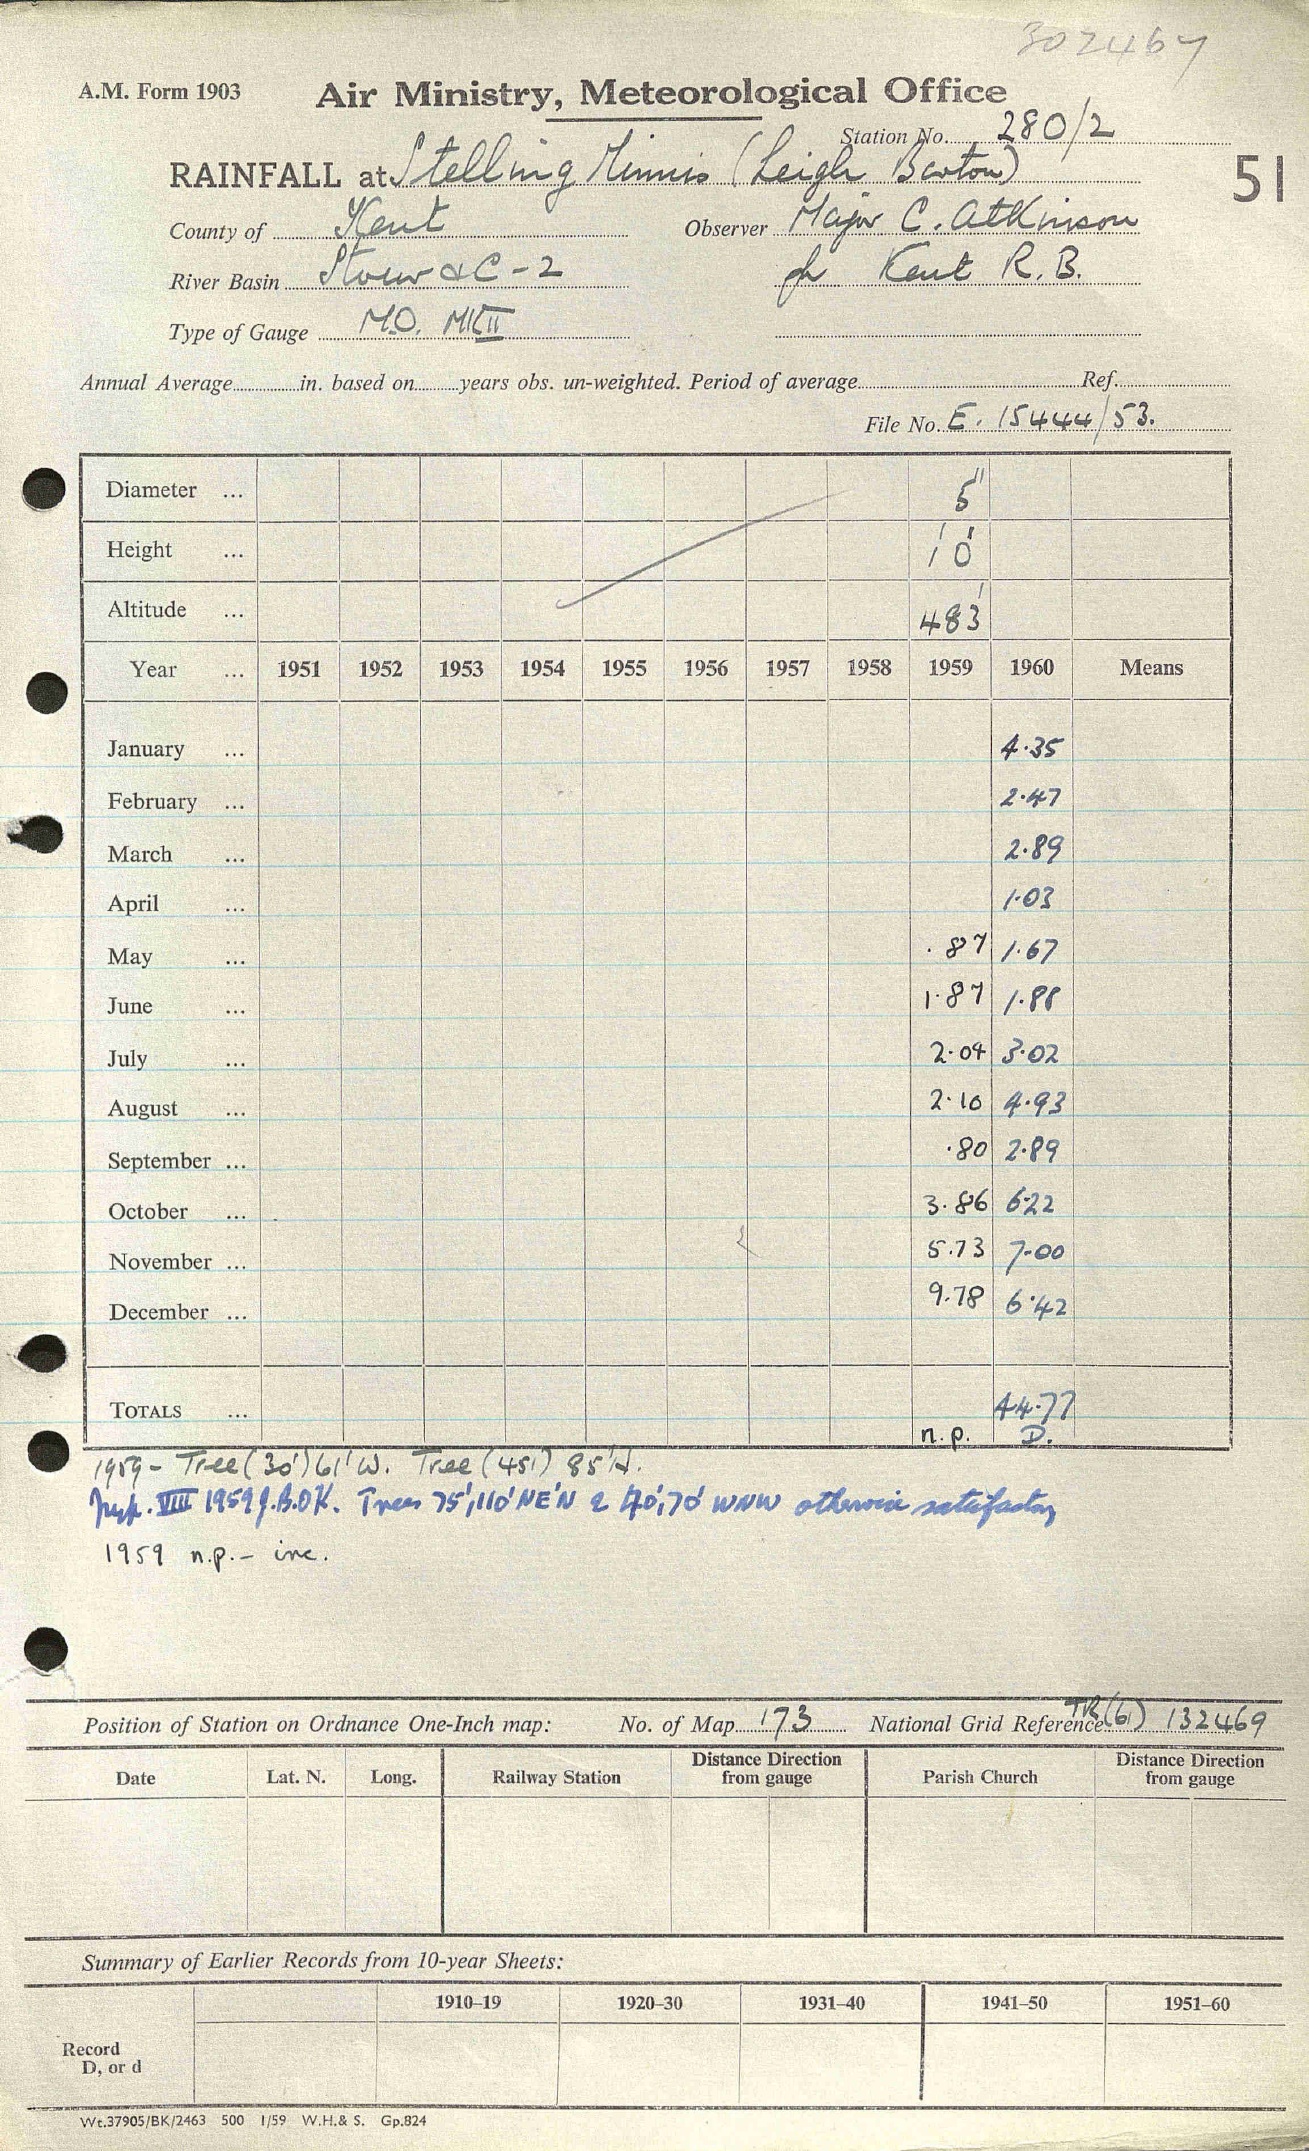 302467
A.M. Form 1903
Air Ministry, Meteorological Office
Station No. 280/2
RAINFALL at Stelling Minnis (Leigh Barton)
51
County of Kent
Observer Major C. Atkinson
River Basin Stour &C - 2
for Kent R.B.
Type of Gauge M.O. MK II
Annual Average in. based on years obs. un-weighted. Period of average Ref.
File No. E. 15444/53.
Diameter ... 5"
Height ... 1' 0"
Altitude ... 483'
Year ... 1951 1952 1953 1954 1955 1956 1957 1958 1959 1960 Means
January ... 4.35
February ... 2.47
March ... 2.89
April ... 1.03
May ... .87 1.67
June ... 1.87 1.88
July ... 2.04 3.02
August ... 2.10 4.93
September ... .80 2.89
October ... 3.86 6.22
November ... 5.73 7.00
December ... 9.78 6.42
TOTALS ... 44.77
n.p. D.
1959 - Tree (30') 61' W. Tree (45') 85'
Insp. VIII 1959 J.B. OK. Trees 75', 110' NE'N & 40', 70' WNW otherwise satisfactory
1959 n.p. - inc.
Position of Station on Ordnance One-Inch map: No. of Map 173 National Grid Reference TR(61) 132469
Date Lat. N. Long. Railway Station Distance Direction from gauge Parish Church Distance Direction from gauge
Summary of Earlier Records from 10-year Sheets:
1910–19 1920–30 1931–40 1941–50 1951–60
Record
D, or d
Wt.37905/BK/2463 500 1/59 W.H.& S. Gp.824